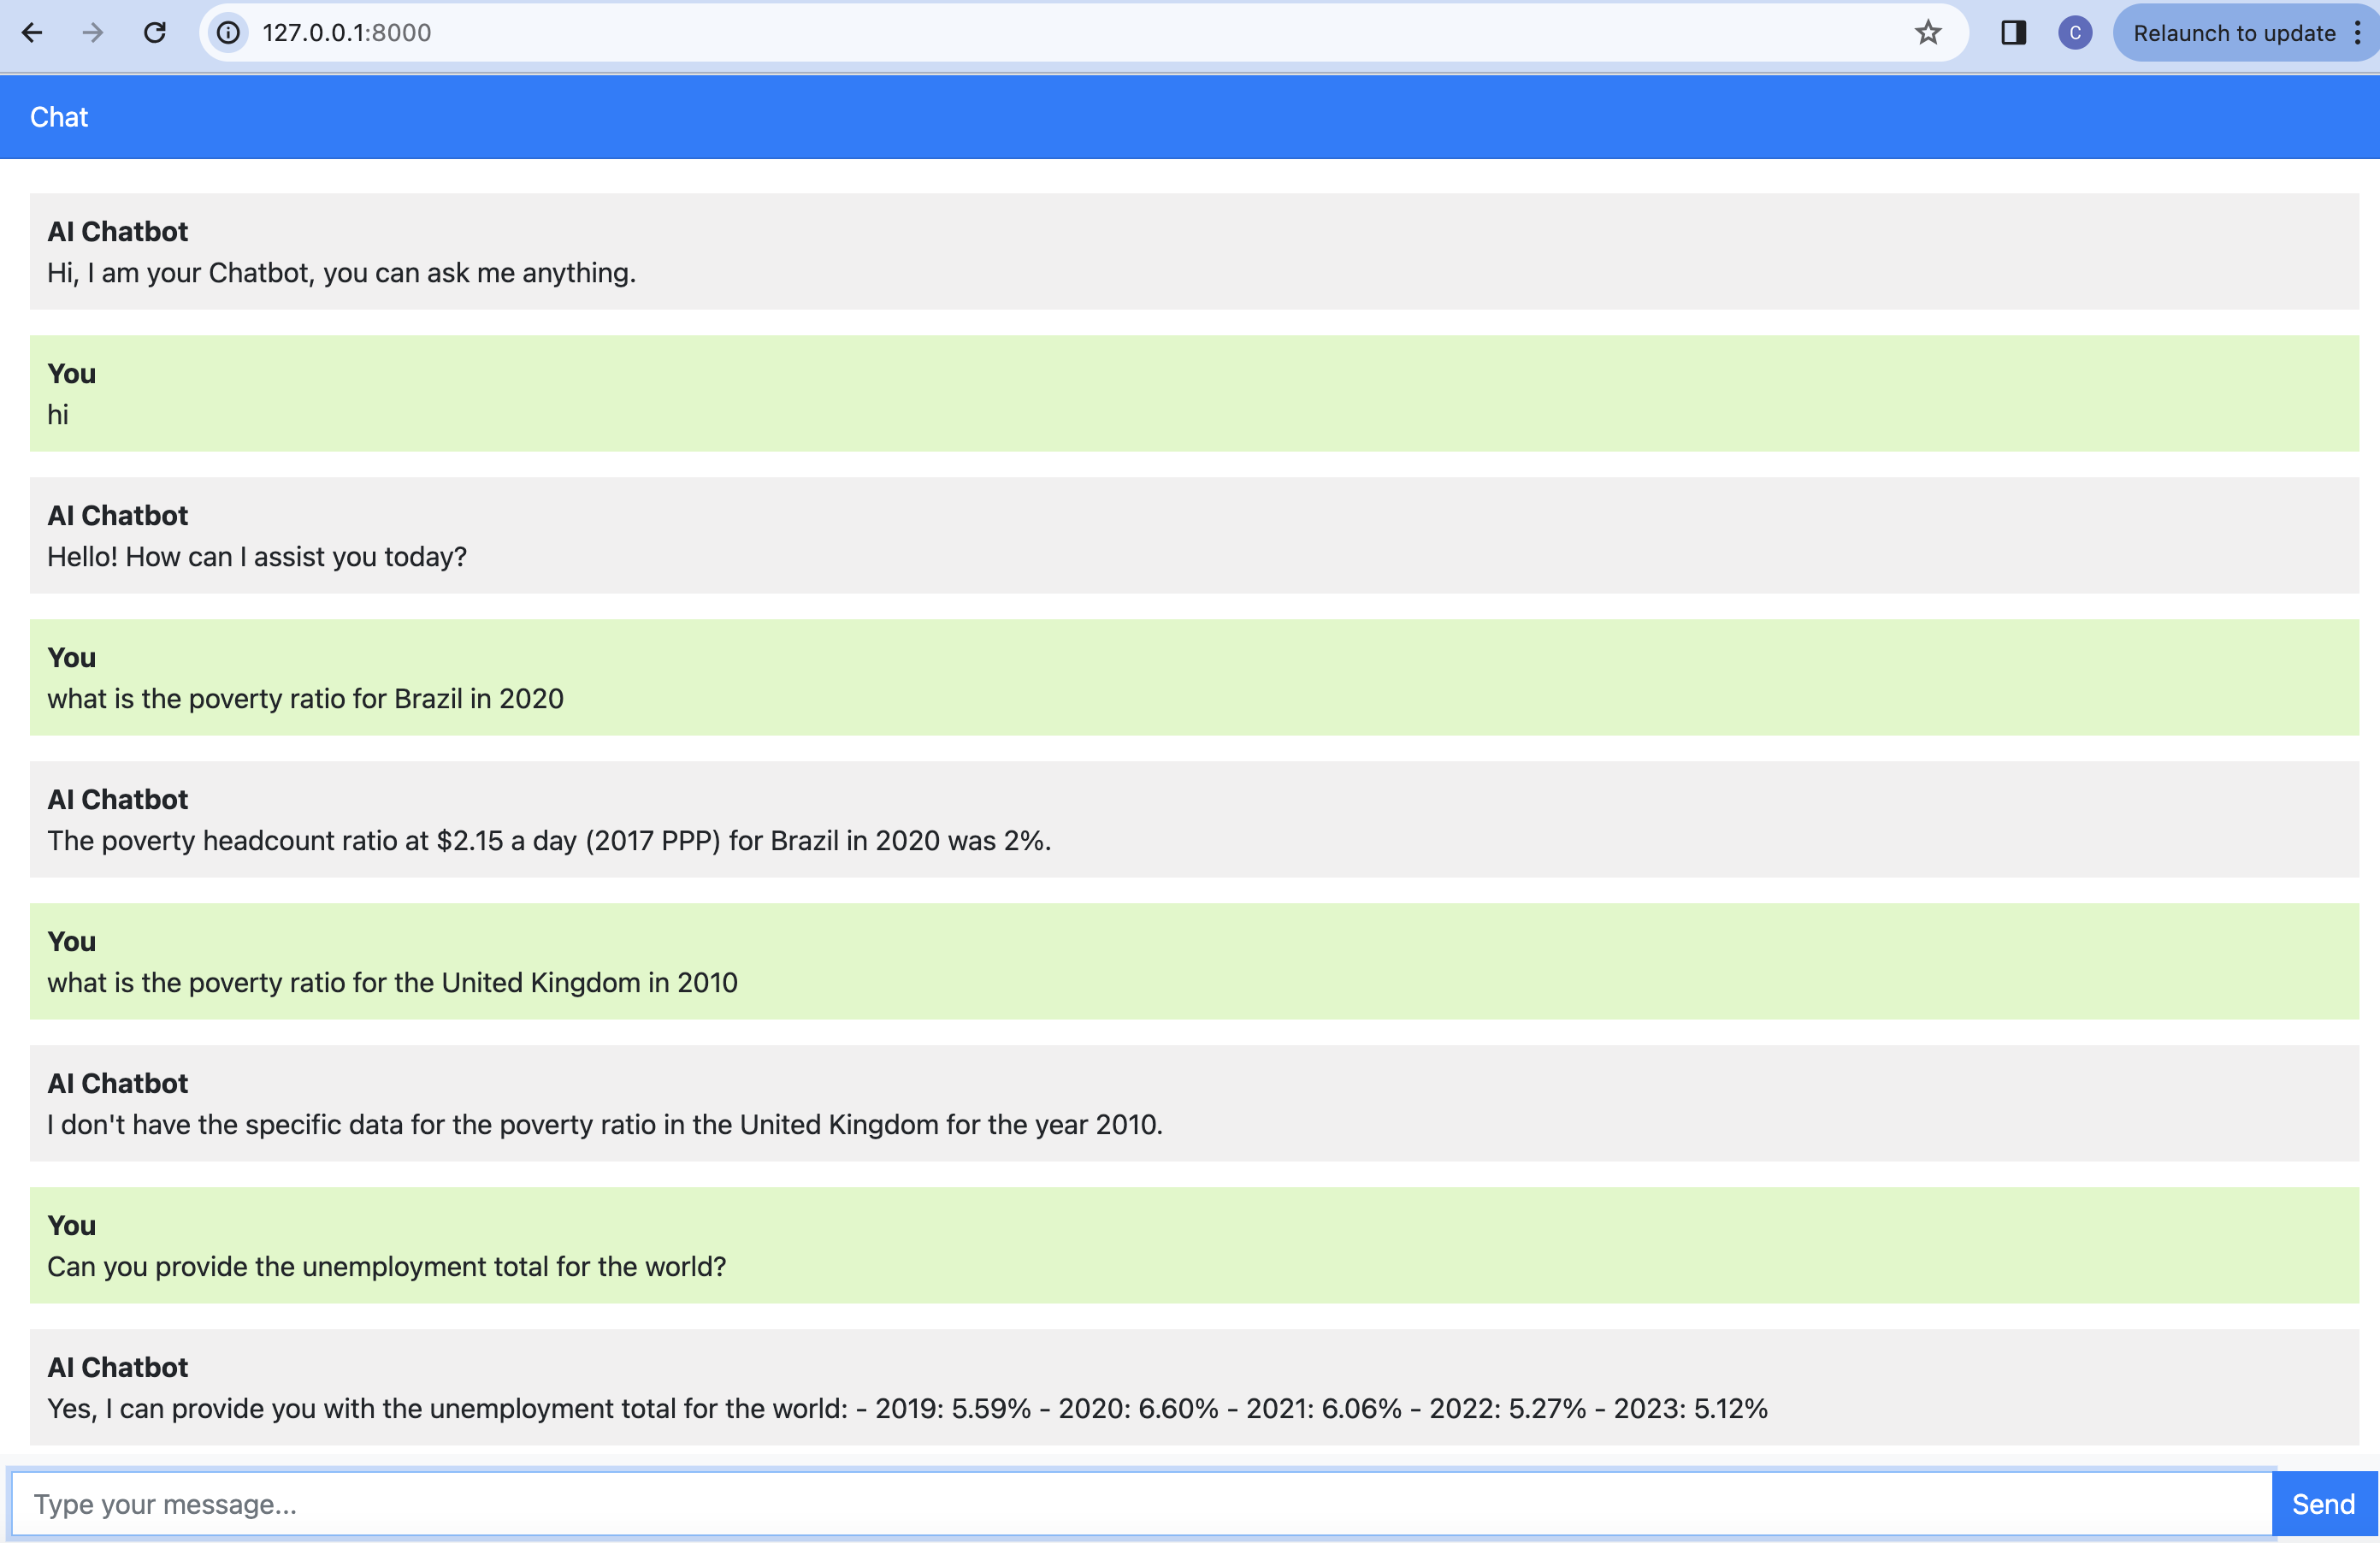 127.0.0.1:8000
C
Relaunch to update
Chat
AI Chatbot
Hi, I am your Chatbot, you can ask me anything.
You
hi
AI Chatbot
Hello! How can I assist you today?
You
what is the poverty ratio for Brazil in 2020
AI Chatbot
The poverty headcount ratio at $2.15 a day (2017 PPP) for Brazil in 2020 was 2%.
You
what is the poverty ratio for the United Kingdom in 2010
AI Chatbot
I don't have the specific data for the poverty ratio in the United Kingdom for the year 2010.
You
Can you provide the unemployment total for the world?
AI Chatbot
Yes, I can provide you with the unemployment total for the world: - 2019: 5.59% - 2020: 6.60% - 2021: 6.06% - 2022: 5.27% - 2023: 5.12%
Type your message...
Send